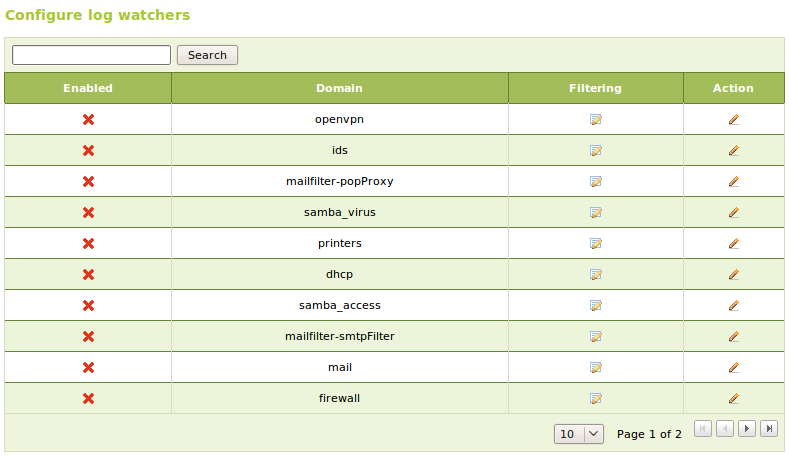 Configure log watchers
Search
Enabled Domain Filtering Action
openvpn
ids
mailfilter-popProxy
samba_virus
printers
dhcp
samba_access
mailfilter-smtpFilter
mail
firewall
10 Page 1 of 2